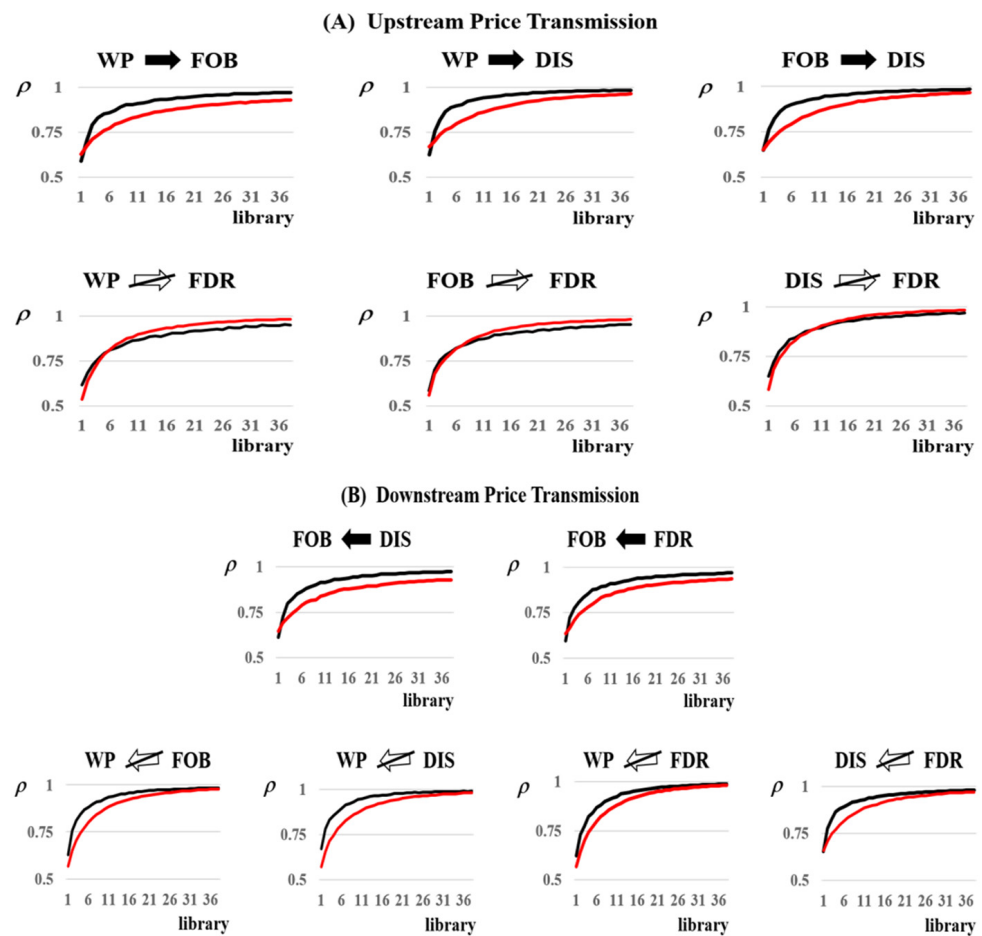 (A) Upstream Price Transmission
WP FOB
ρ
1
0.75
0.5
1 6 11 16 21 26 31 36
library
WP DIS
ρ
1
0.75
0.5
1 6 11 16 21 26 31 36
library
FOB DIS
ρ
1
0.75
0.5
1 6 11 16 21 26 31 36
library
WP FDR
ρ
1
0.75
0.5
1 6 11 16 21 26 31 36
library
FOB FDR
ρ
1
0.75
0.5
1 6 11 16 21 26 31 36
library
DIS FDR
ρ
1
0.75
0.5
1 6 11 16 21 26 31 36
library
(B) Downstream Price Transmission
FOB DIS
ρ
1
0.75
0.5
1 6 11 16 21 26 31 36
library
FOB FDR
ρ
1
0.75
0.5
1 6 11 16 21 26 31 36
library
WP FOB
ρ
1
0.75
0.5
1 6 11 16 21 26 31 36
library
WP DIS
ρ
1
0.75
0.5
1 6 11 16 21 26 31 36
library
WP FDR
ρ
1
0.75
0.5
1 6 11 16 21 26 31 36
library
DIS FDR
ρ
1
0.75
0.5
1 6 11 16 21 26 31 36
library